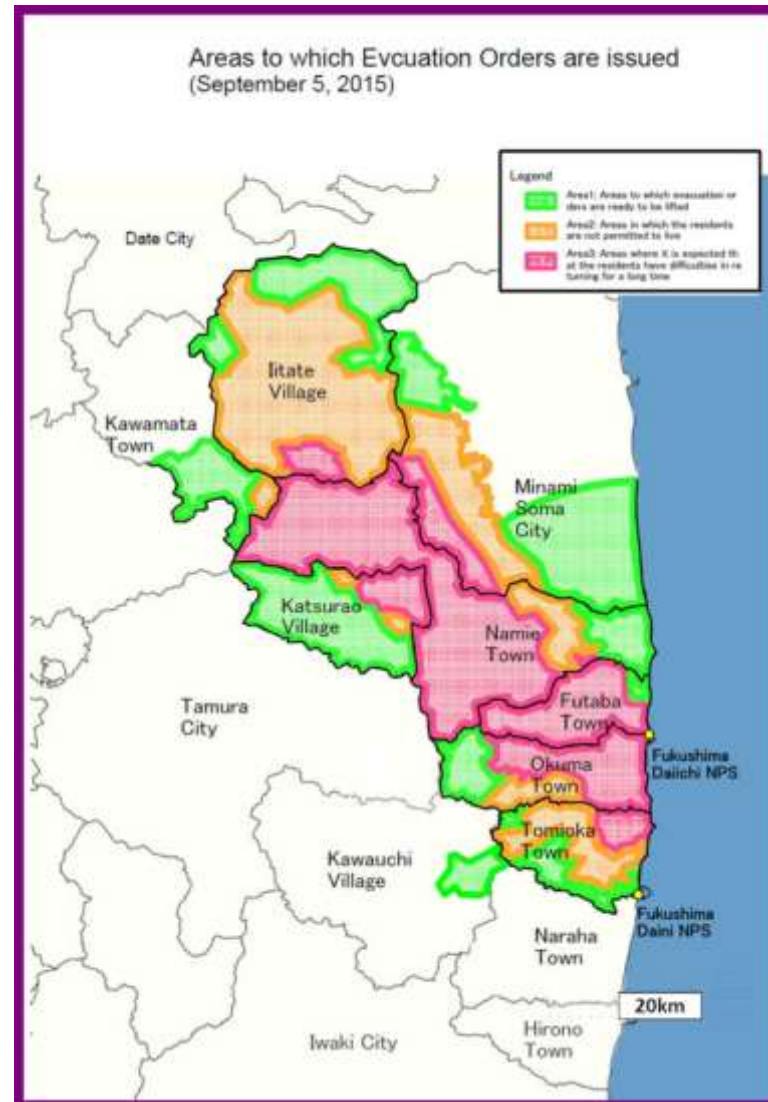 Areas to which Evcuation Orders are issued
(September 5, 2015)
Legend
Area1: Areas to which evacuation or
ders are ready to be lifted
Area2: Areas in which the residents
are not permitted to live
Area3: Areas where it is expected th
at the residents have difficulties in re
turning for a long time
Date City
Iitate
Village
Kawamata
Town
Minami
Soma
City
Katsurao
Village
Namie
Town
Tamura
City
Futaba
Town
Fukushima
Daiichi NPS
Okuma
Town
Tomioka
Town
Kawauchi
Village
Fukushima
Daini NPS
Naraha
Town
20km
Hirono
Town
Iwaki City